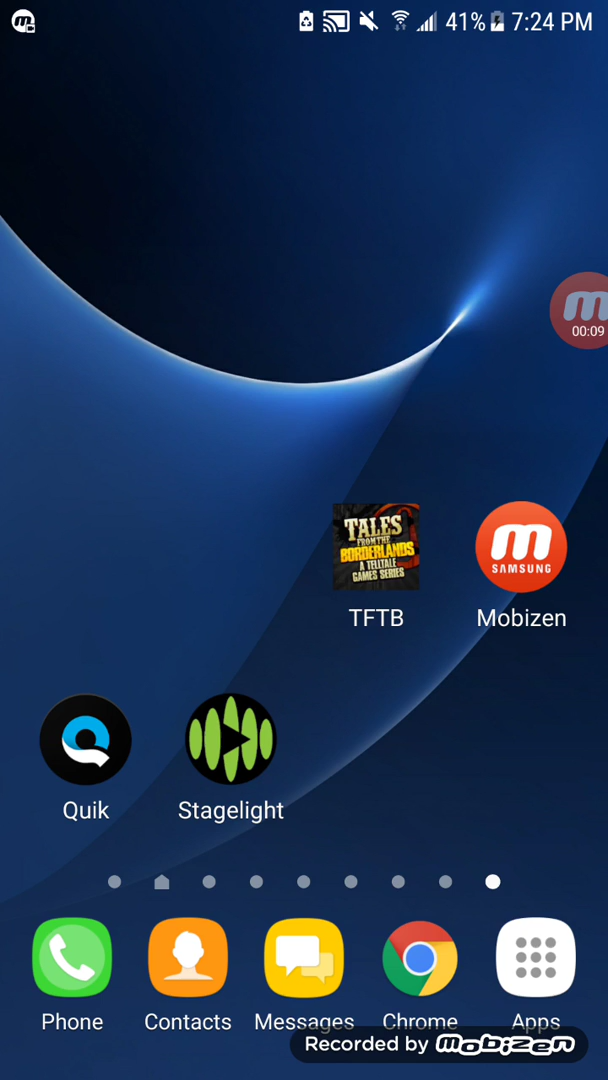 41% 7:24 PM
m
00:09
TALES
FROM THE
BORDERLANDS
A TELLTALE
GAMES SERIES
m
SAMSUNG
TFTB
Mobizen
Quik
Stagelight
Phone
Contacts
Messages
Chrome
Apps
Recorded by mobizen